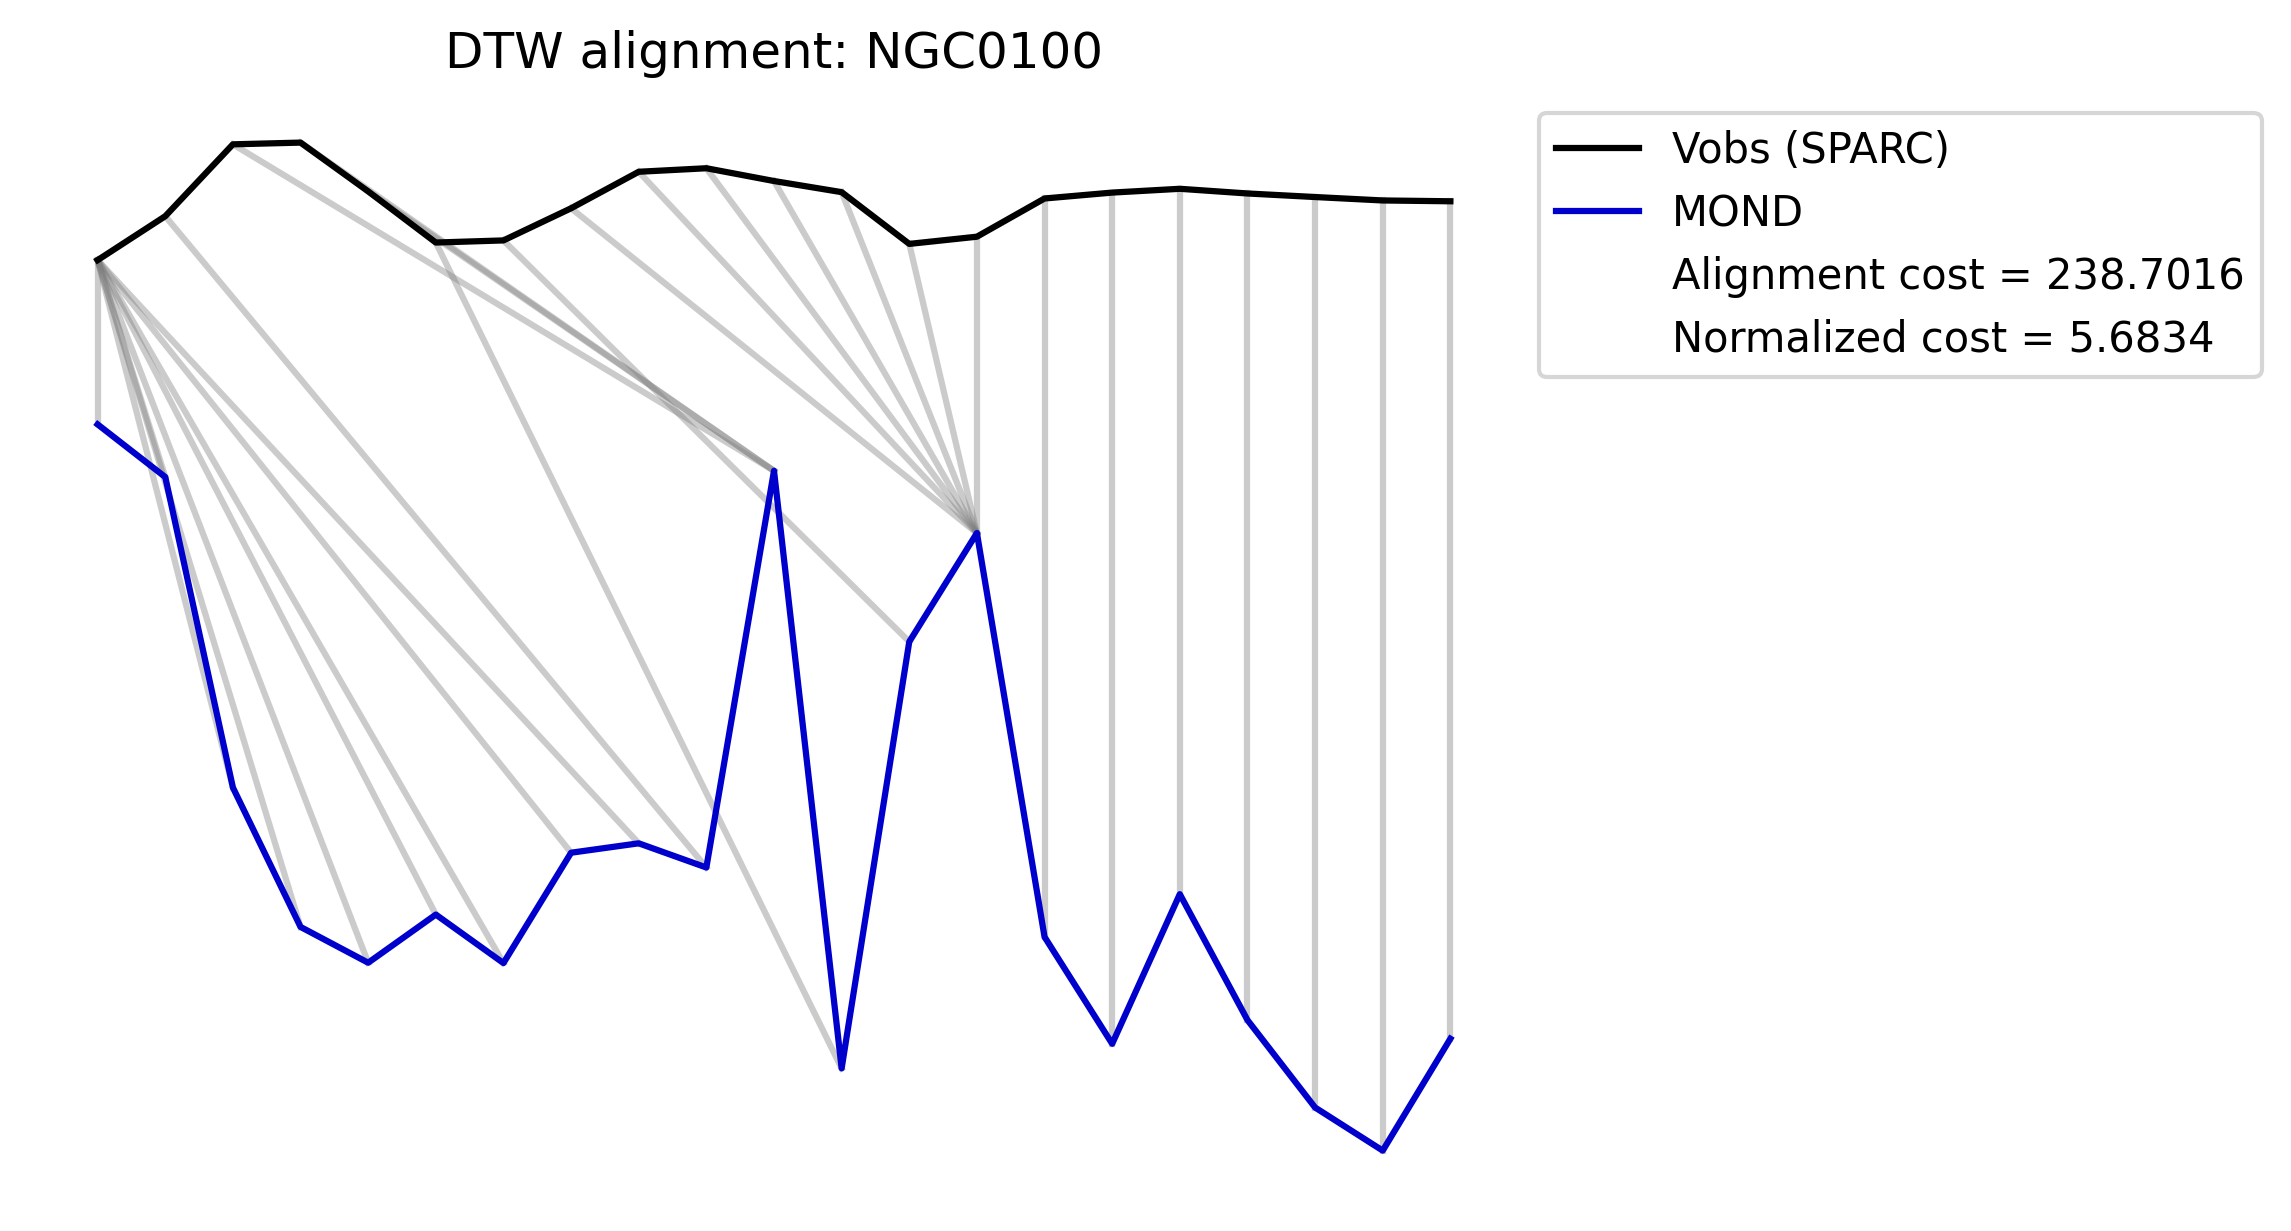 DTW alignment: NGC0100
Vobs (SPARC)
MOND
Alignment cost = 238.7016
Normalized cost = 5.6834